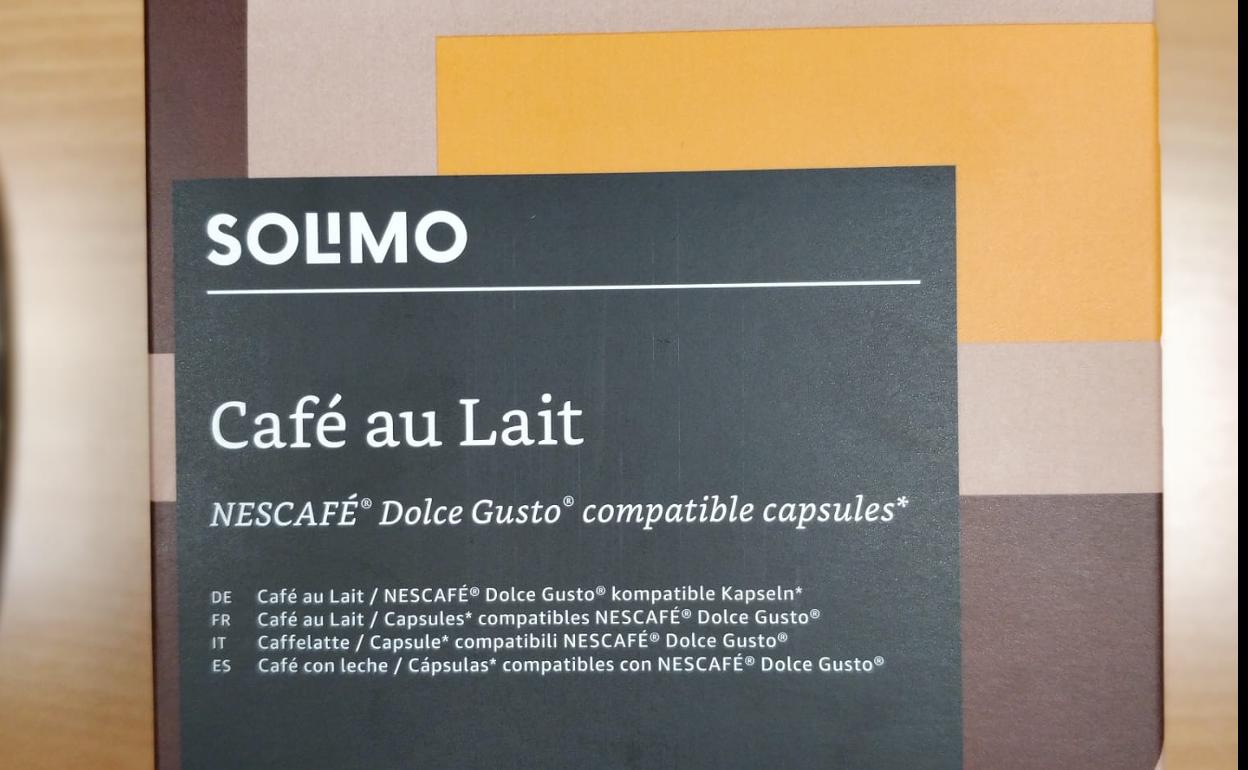 SOLIMO
Café au Lait
NESCAFÉ® Dolce Gusto® compatible capsules*
DE Café au Lait / NESCAFÉ® Dolce Gusto® kompatible Kapseln*
FR Café au Lait / Capsules* compatibles NESCAFÉ® Dolce Gusto®
IT Caffelatte / Capsule* compatibili NESCAFÉ® Dolce Gusto®
ES Café con leche / Cápsulas* compatibles con NESCAFÉ® Dolce Gusto®